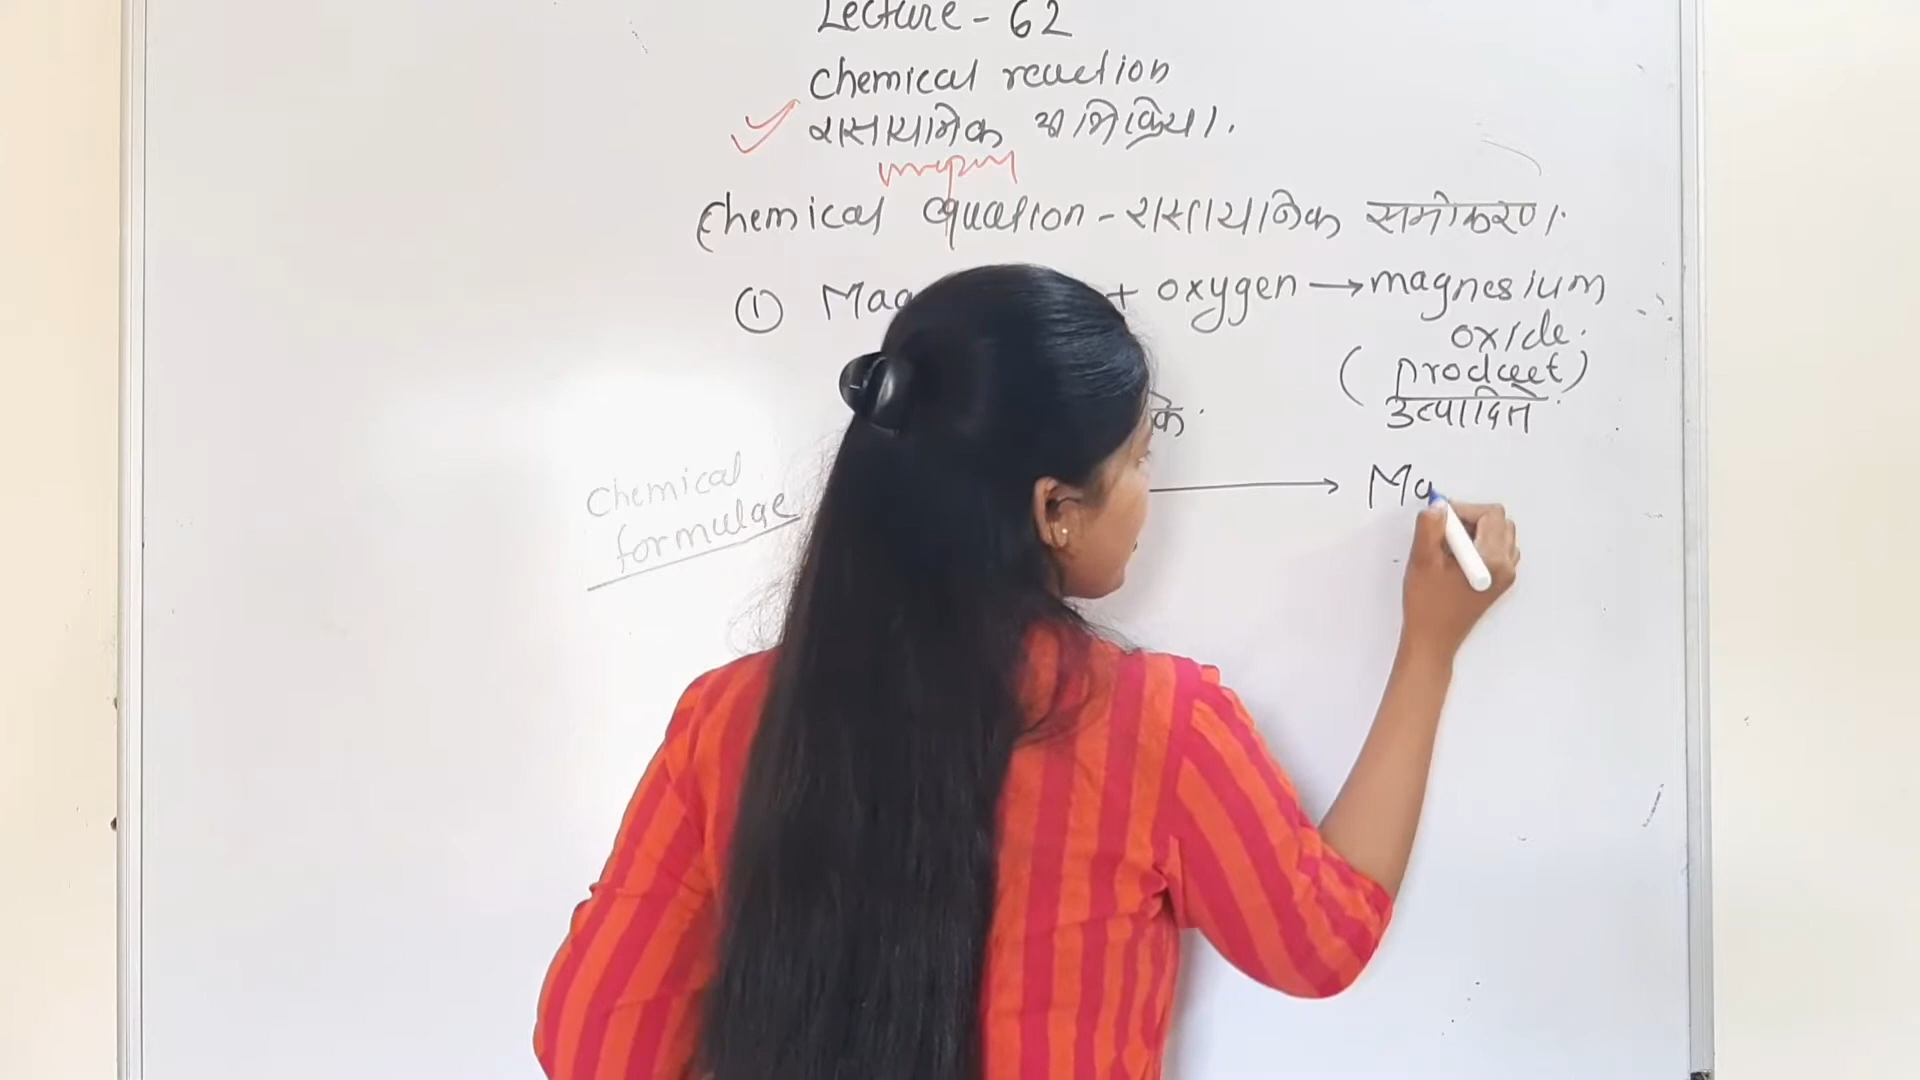 Lecture - 62
Chemical reaction
रासायनिक अभिक्रिया.
Chemical equation - रासायनिक समीकरण.
① Mag + oxygen → magnesium
oxide.
( product )
उत्पादित
→ Ma
Chemical
formulae